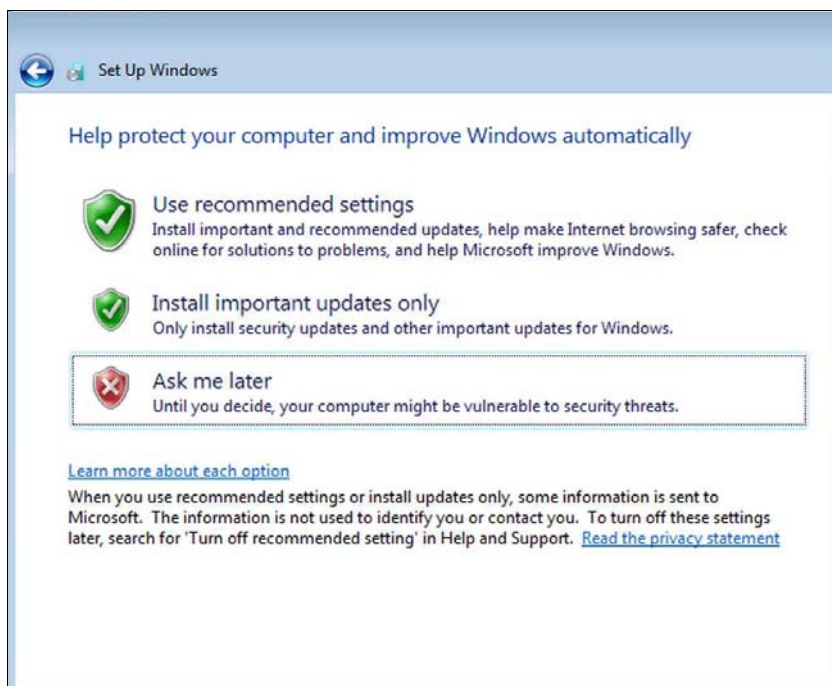 Set Up Windows
Help protect your computer and improve Windows automatically
Use recommended settings
Install important and recommended updates, help make Internet browsing safer, check
online for solutions to problems, and help Microsoft improve Windows.
Install important updates only
Only install security updates and other important updates for Windows.
Ask me later
Until you decide, your computer might be vulnerable to security threats.
Learn more about each option
When you use recommended settings or install updates only, some information is sent to
Microsoft. The information is not used to identify you or contact you. To turn off these settings
later, search for 'Turn off recommended setting' in Help and Support. Read the privacy statement